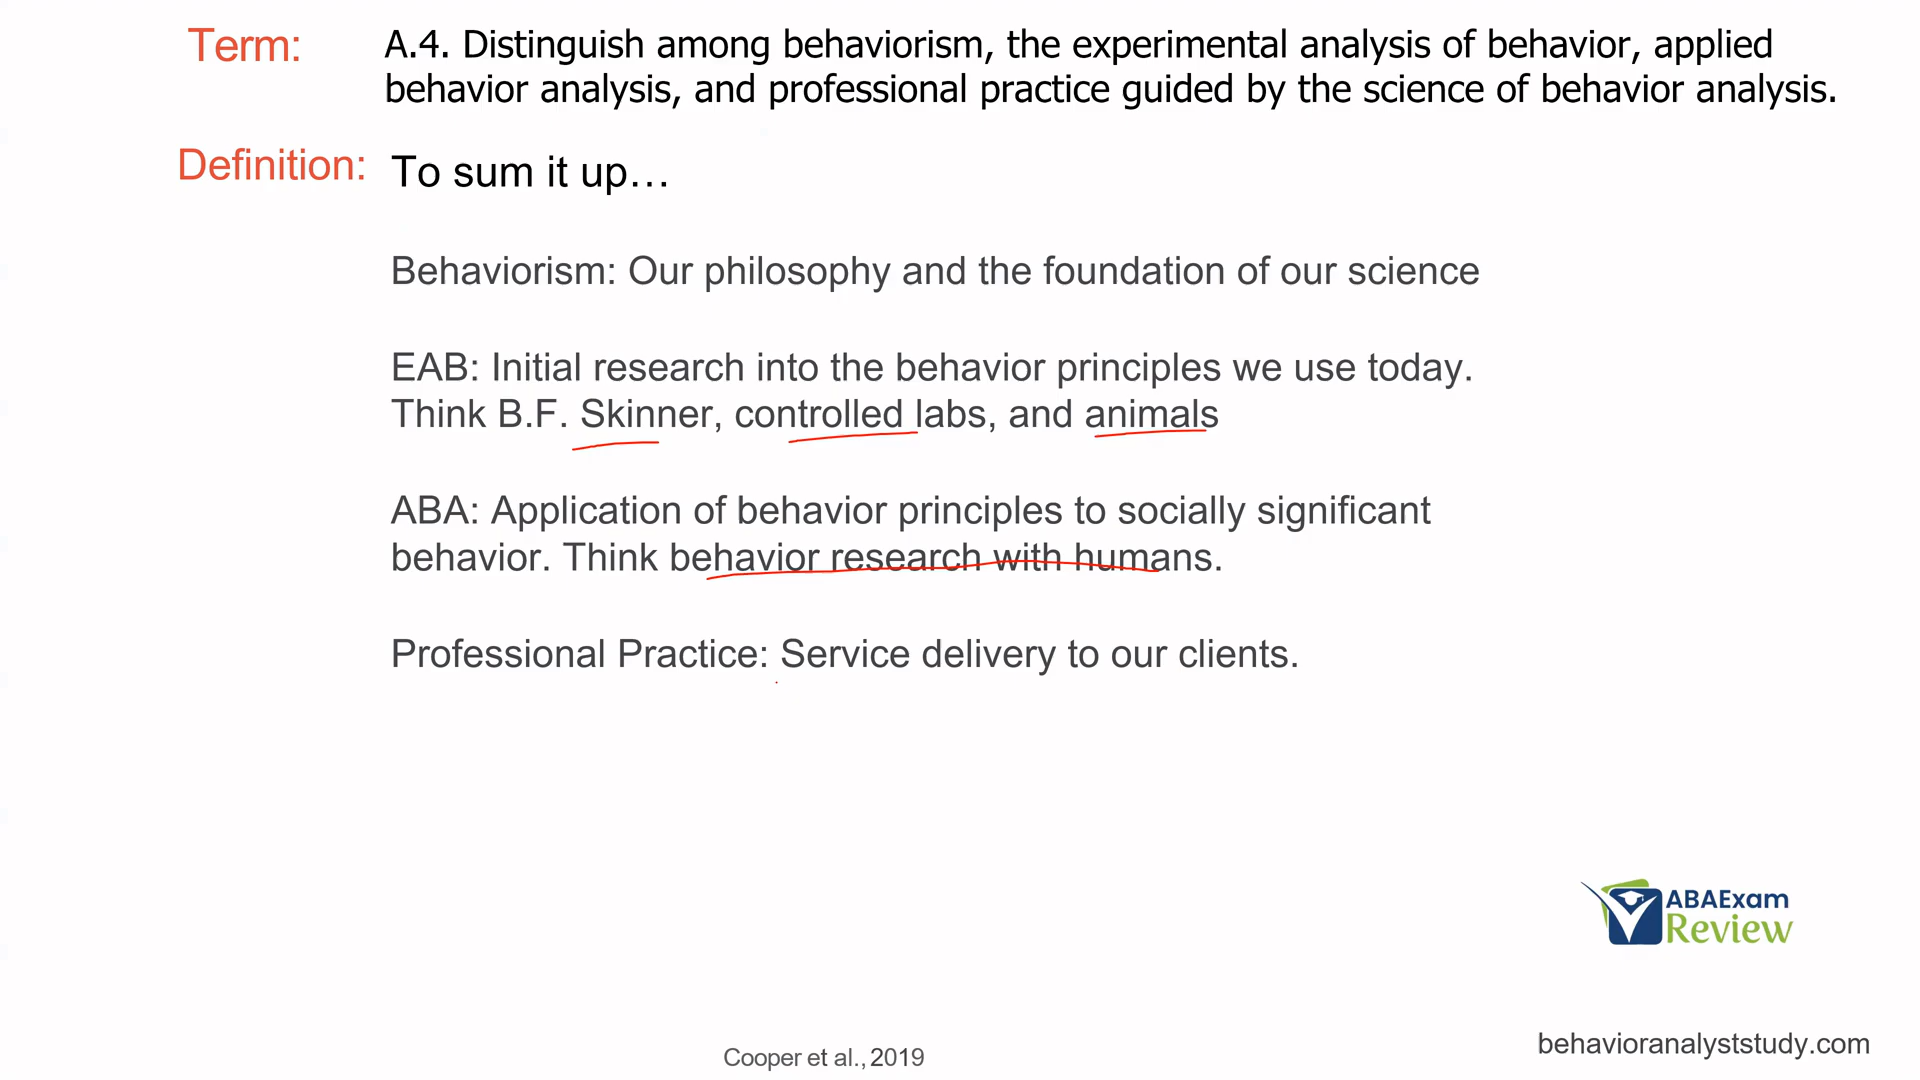 Term:
A.4. Distinguish among behaviorism, the experimental analysis of behavior, applied
behavior analysis, and professional practice guided by the science of behavior analysis.
Definition:
To sum it up…
Behaviorism: Our philosophy and the foundation of our science
EAB: Initial research into the behavior principles we use today.
Think B.F. Skinner, controlled labs, and animals
ABA: Application of behavior principles to socially significant
behavior. Think behavior research with humans.
Professional Practice: Service delivery to our clients.
ABAExam
Review
behavioranalyststudy.com
Cooper et al., 2019